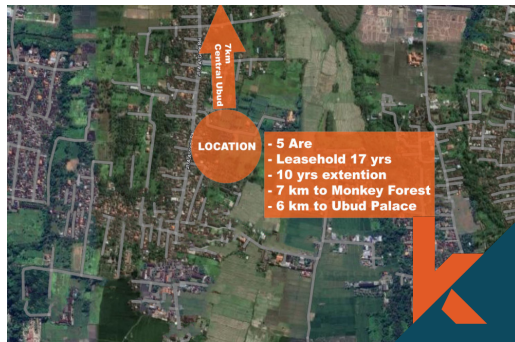 7km
Central Ubud
LOCATION
- 5 Are
- Leasehold 17 yrs
- 10 yrs extention
- 7 km to Monkey Forest
- 6 km to Ubud Palace